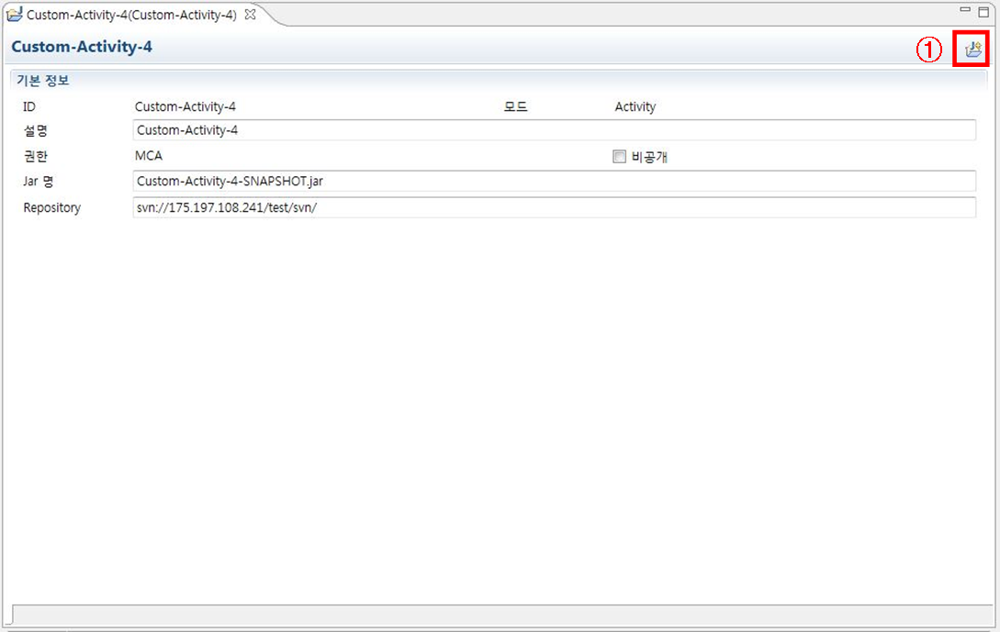 Custom-Activity-4(Custom-Activity-4)
Custom-Activity-4
①
기본 정보
ID Custom-Activity-4 모드 Activity
설명 Custom-Activity-4
권한 MCA 비공개
Jar 명 Custom-Activity-4-SNAPSHOT.jar
Repository svn://175.197.108.241/test/svn/